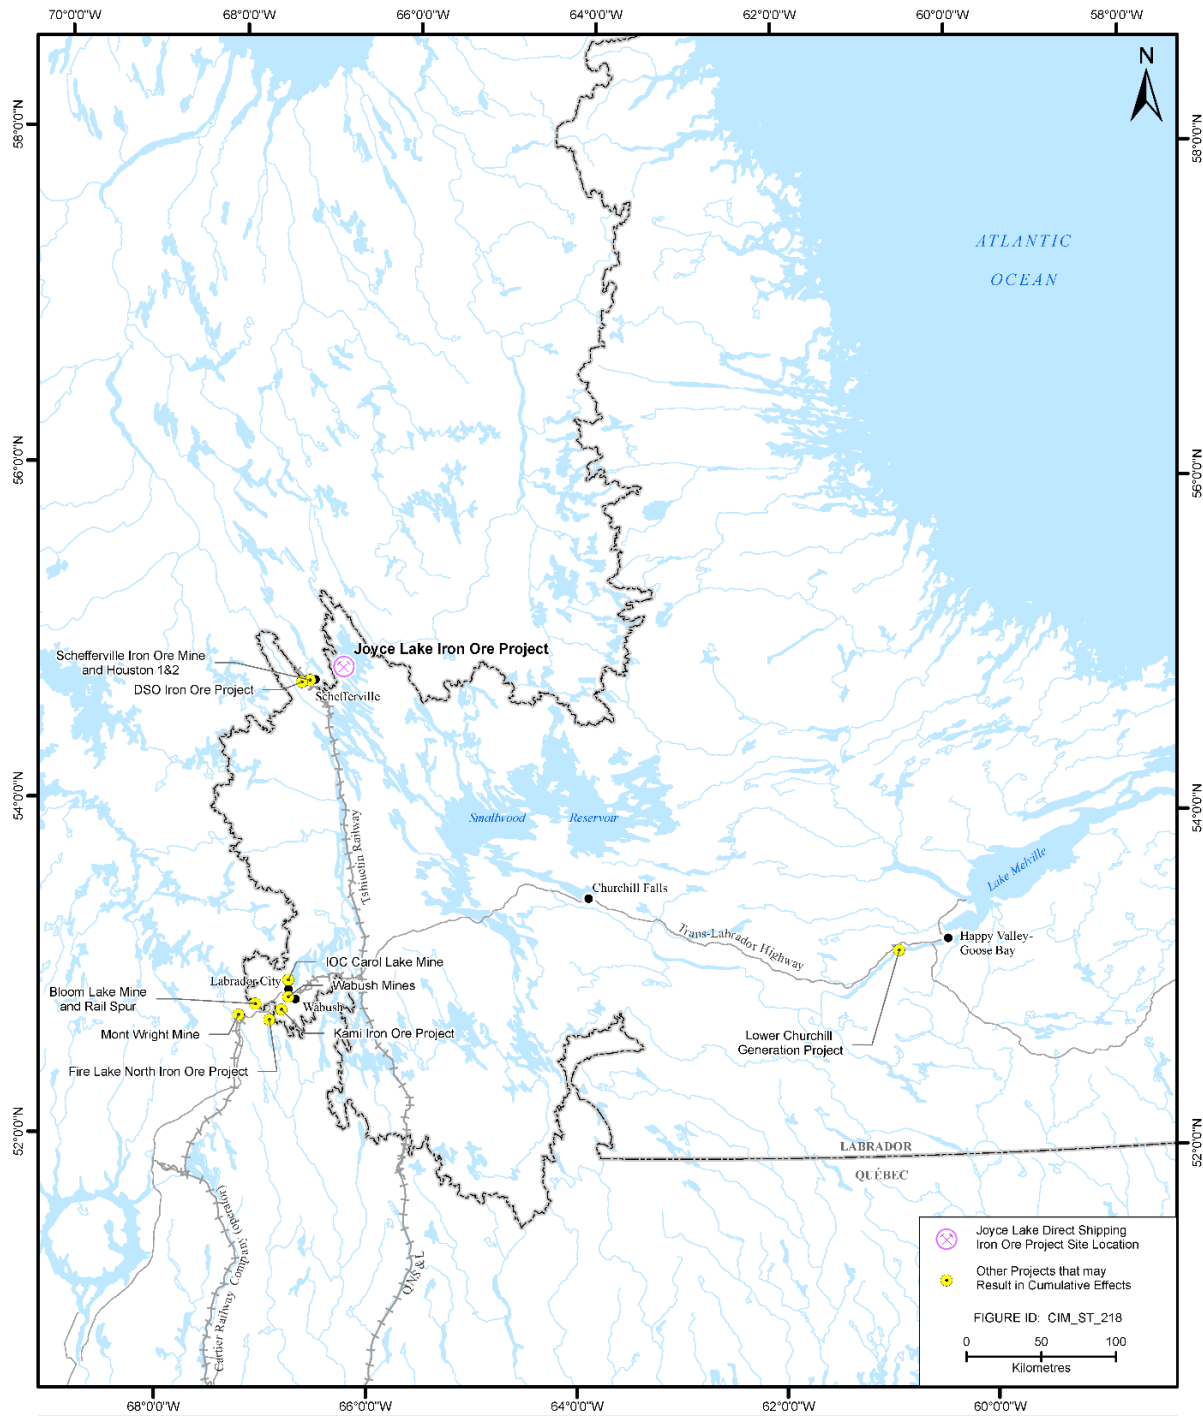 70°0'0"W
68°0'0"W
66°0'0"W
64°0'0"W
62°0'0"W
60°0'0"W
58°0'0"W
N
58°0'0"N
58°0'0"N
ATLANTIC
OCEAN
56°0'0"N
56°0'0"N
Joyce Lake Iron Ore Project
Schefferville Iron Ore Mine
and Houston 1&2
DSO Iron Ore Project
Schefferville
54°0'0"N
54°0'0"N
Smallwood Reservoir
Tshiuetin Railway
Lake Melville
Churchill Falls
Trans-Labrador Highway
Happy Valley-
Goose Bay
IOC Carol Lake Mine
Labrador City
Wabush Mines
Bloom Lake Mine
and Rail Spur
Wabush
Mont Wright Mine
Kami Iron Ore Project
Lower Churchill
Generation Project
Fire Lake North Iron Ore Project
52°0'0"N
52°0'0"N
LABRADOR
QUÉBEC
Cartier Railway Company (operator)
QNS&L
Joyce Lake Direct Shipping
Iron Ore Project Site Location
Other Projects that may
Result in Cumulative Effects
FIGURE ID: CIM_ST_218
0 50 100
Kilometres
68°0'0"W
66°0'0"W
64°0'0"W
62°0'0"W
60°0'0"W